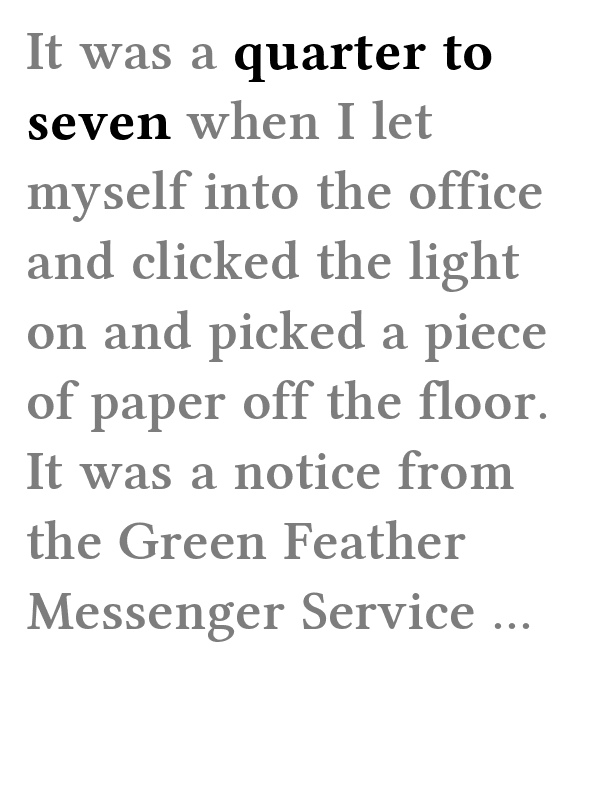 It was a quarter to
seven when I let
myself into the office
and clicked the light
on and picked a piece
of paper off the floor.
It was a notice from
the Green Feather
Messenger Service ...